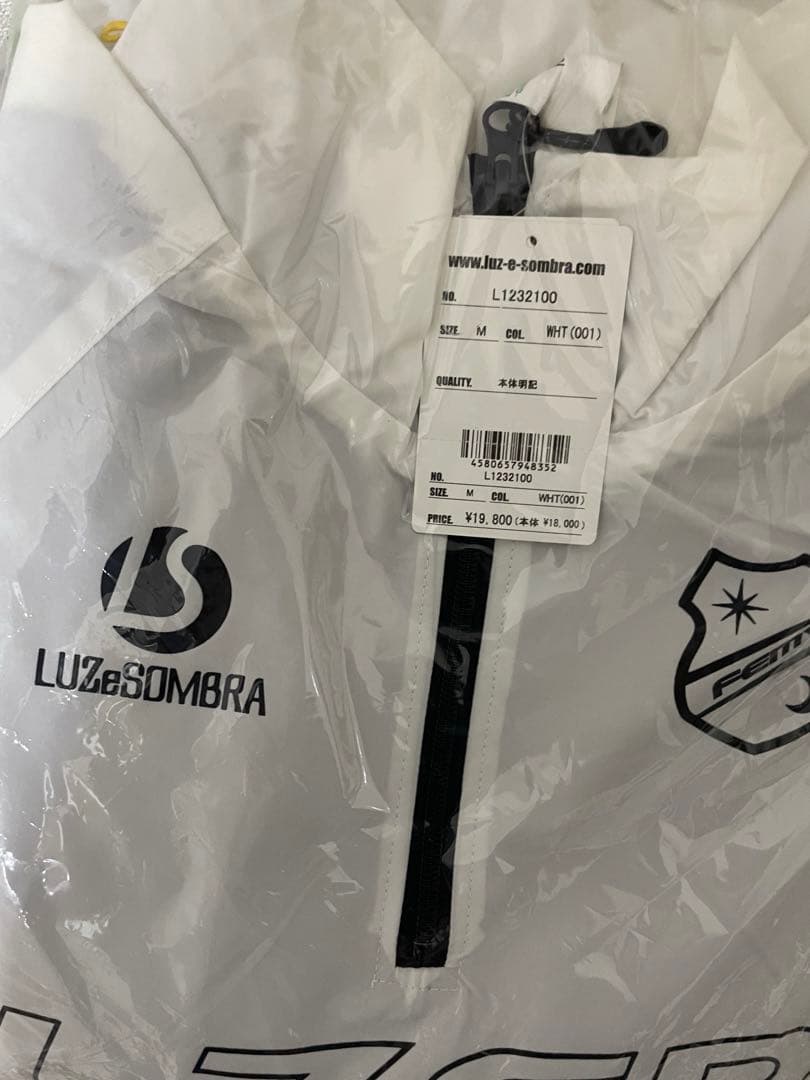 www.luz-e-sombra.com
NO. L1232100
SIZE. M COL. WHT(001)
QUALITY. 本体明記
4580657948352
NO. L1232100
SIZE. M COL. WHT(001)
PRICE. ¥19,800(本体 ¥18,000)
LS
LUZeSOMBRA